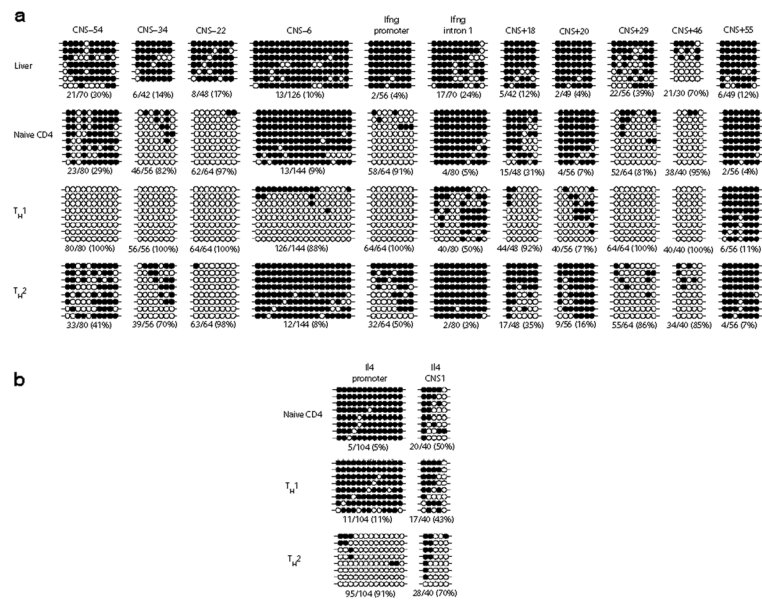 a
CNS−54 CNS−34 CNS−22 CNS−6 Ifng promoter Ifng intron 1 CNS+18 CNS+20 CNS+29 CNS+46 CNS+55
Liver
21/70 (30%) 6/42 (14%) 8/48 (17%) 13/126 (10%) 2/56 (4%) 17/70 (24%) 5/42 (12%) 2/49 (4%) 22/56 (39%) 21/30 (70%) 6/49 (12%)
Naive CD4
23/80 (29%) 46/56 (82%) 62/64 (97%) 13/144 (9%) 58/64 (91%) 4/80 (5%) 15/48 (31%) 4/56 (7%) 52/64 (81%) 38/40 (95%) 2/56 (4%)
TH1
80/80 (100%) 56/56 (100%) 64/64 (100%) 126/144 (88%) 64/64 (100%) 40/80 (50%) 44/48 (92%) 40/56 (71%) 64/64 (100%) 40/40 (100%) 6/56 (11%)
TH2
33/80 (41%) 39/56 (70%) 63/64 (98%) 12/144 (8%) 32/64 (50%) 2/80 (3%) 17/48 (35%) 9/56 (16%) 55/64 (86%) 34/40 (85%) 4/56 (7%)
b
Il4 promoter Il4 CNS1
Naive CD4
5/104 (5%) 20/40 (50%)
TH1
11/104 (11%) 17/40 (43%)
TH2
95/104 (91%) 28/40 (70%)